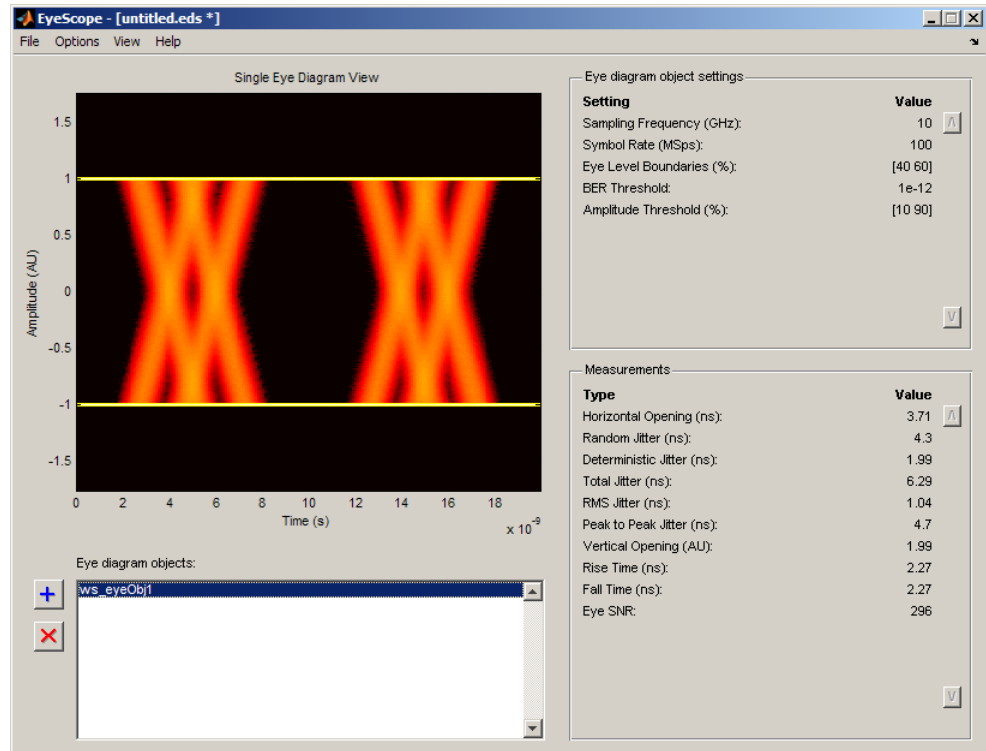 EyeScope - [untitled.eds *]
File Options View Help
Single Eye Diagram View
1.5
1
0.5
0
-0.5
-1
-1.5
Amplitude (AU)
0 2 4 6 8 10 12 14 16 18
Time (s)
x 10^-9
Eye diagram objects:
ws_eyeObj1
Eye diagram object settings
Setting Value
Sampling Frequency (GHz): 10
Symbol Rate (MSps): 100
Eye Level Boundaries (%): [40 60]
BER Threshold: 1e-12
Amplitude Threshold (%): [10 90]
Measurements
Type Value
Horizontal Opening (ns): 3.71
Random Jitter (ns): 4.3
Deterministic Jitter (ns): 1.99
Total Jitter (ns): 6.29
RMS Jitter (ns): 1.04
Peak to Peak Jitter (ns): 4.7
Vertical Opening (AU): 1.99
Rise Time (ns): 2.27
Fall Time (ns): 2.27
Eye SNR: 296